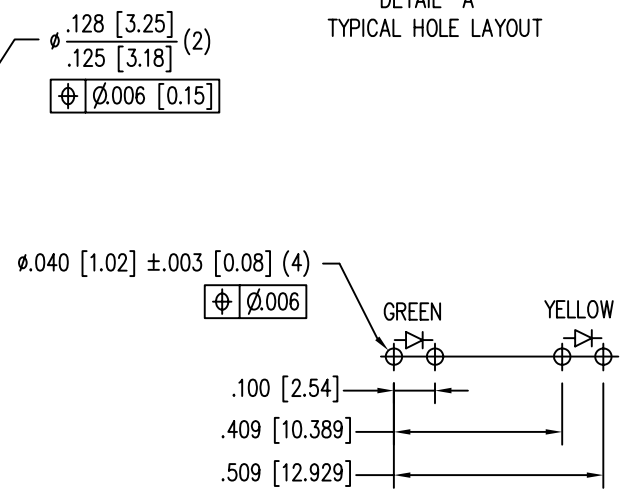 DETAIL "A"
TYPICAL HOLE LAYOUT
ø .128 [3.25] (2)
.125 [3.18]
⌖ Ø.006 [0.15]
ø.040 [1.02] ±.003 [0.08] (4)
⌖ Ø.006
GREEN
YELLOW
.100 [2.54]
.409 [10.389]
.509 [12.929]